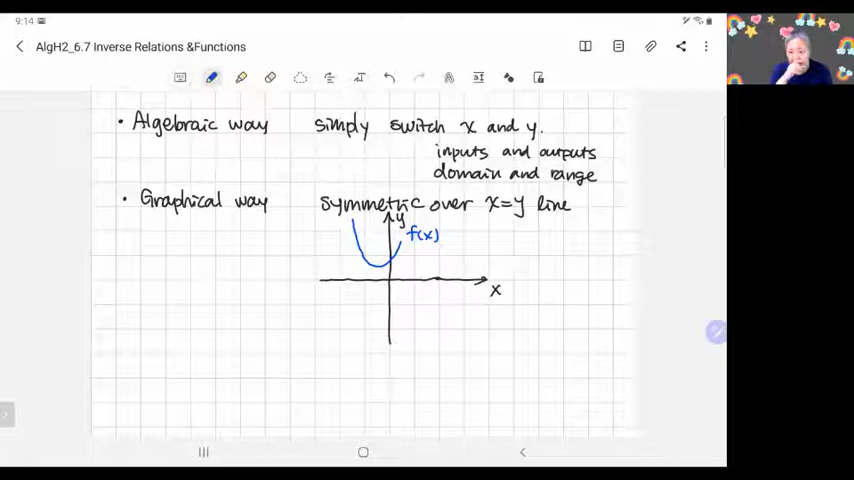 9:14
AlgH2_6.7 Inverse Relations &Functions
• Algebraic way simply switch x and y.
inputs and outputs
domain and range
• Graphical way symmetric over x=y line
y
f(x)
x